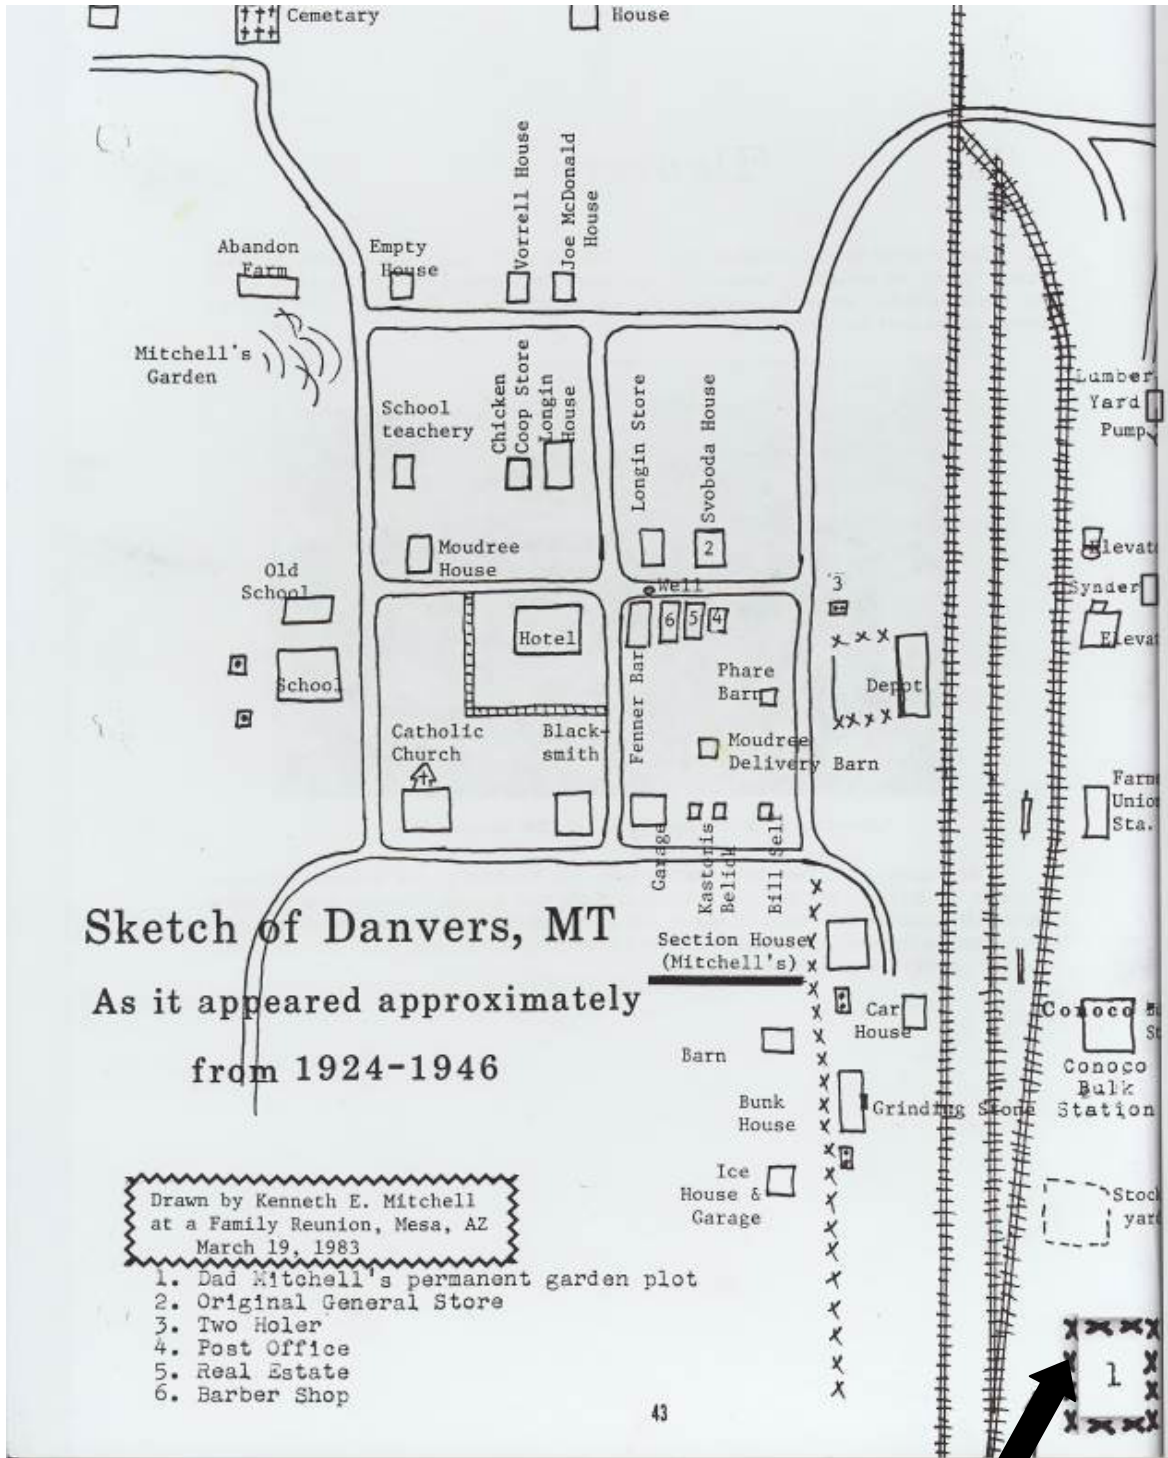 Cemetary
House
Vorrell House
Joe McDonald
House
Abandon
Farm
Empty
House
Mitchell's
Garden
School
teachery
Chicken
Coop Store
Longin
House
Longin Store
Svoboda House
2
Lumber
Yard
Pump
Moudree
House
Old
School
Well
3
Synder
6
5
4
Hotel
School
Fenner Bar
Phare
Barn
Depot
Catholic
Church
Black-
smith
Moudree
Delivery Barn
Sta.
Garage
Kastoris
Belick
Bill Sell
Sketch of Danvers, MT
As it appeared approximately
from 1924-1946
Section House
(Mitchell's)
Car
House
Barn
Conoco
Conoco
Bulk
Station
Bunk
House
Grinding Stone
Ice
House &
Garage
Drawn by Kenneth E. Mitchell
at a Family Reunion, Mesa, AZ
March 19, 1983
1. Dad Mitchell's permanent garden plot
2. Original General Store
3. Two Holer
4. Post Office
5. Real Estate
6. Barber Shop
1
43